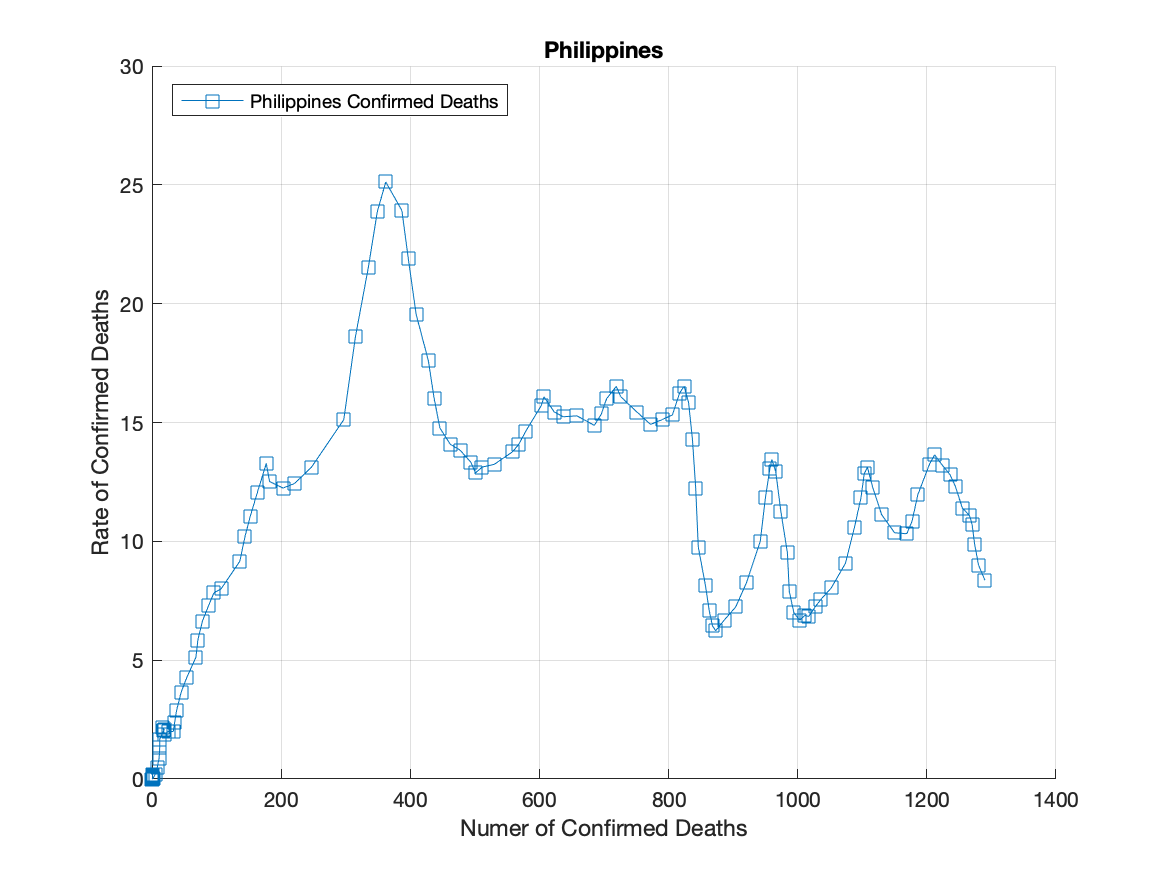 Philippines
Philippines Confirmed Deaths
Rate of Confirmed Deaths
30
25
20
15
10
5
0
0 200 400 600 800 1000 1200 1400
Numer of Confirmed Deaths